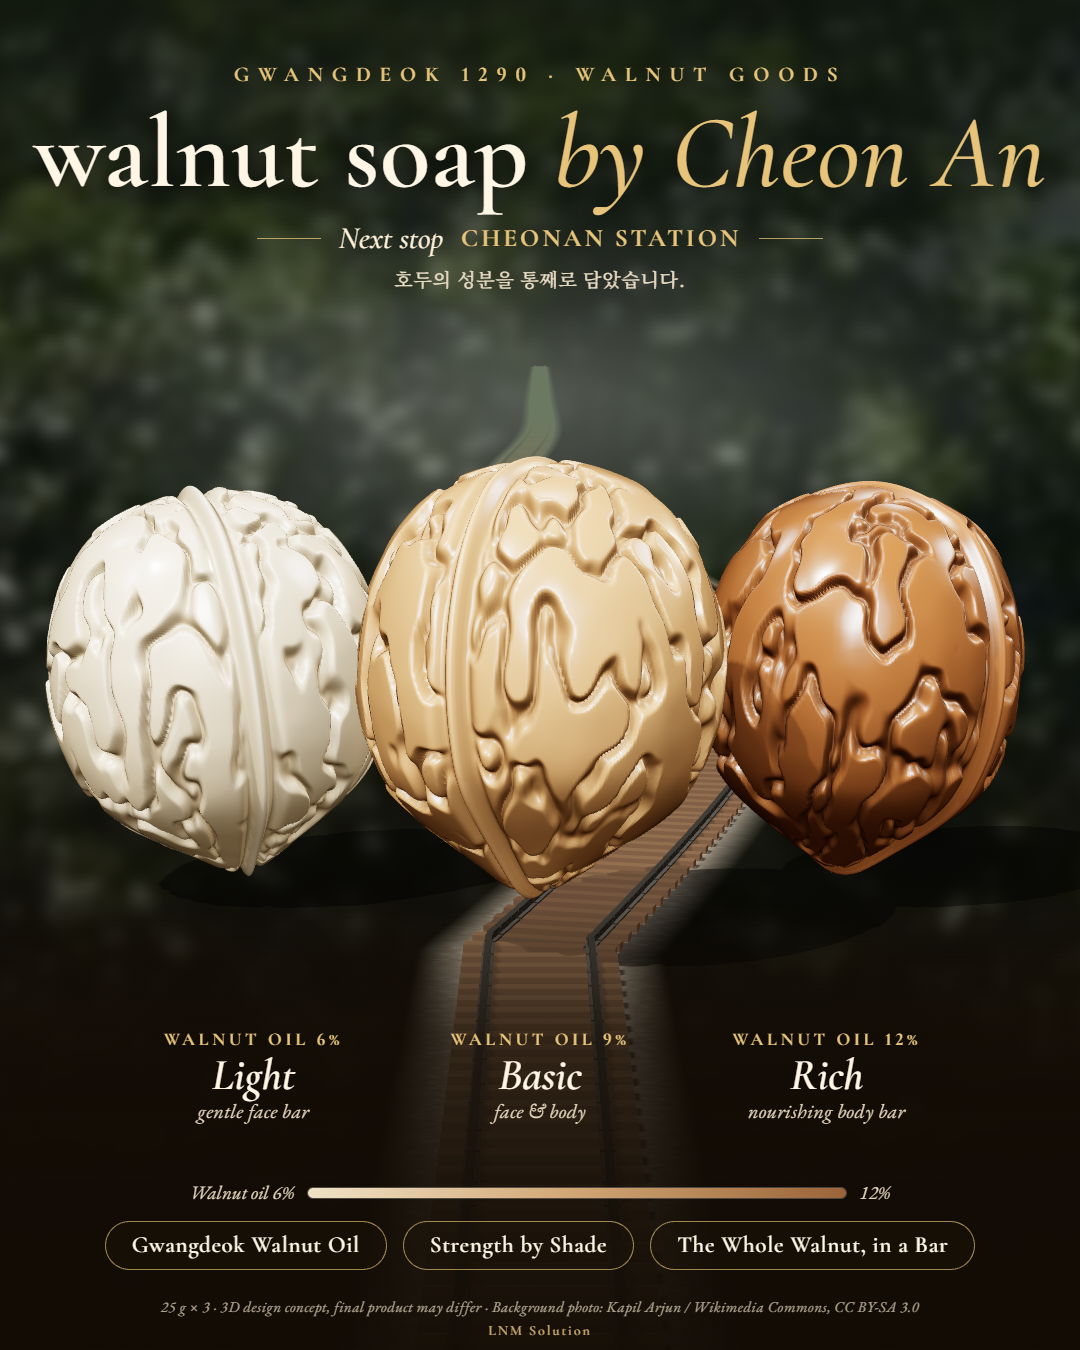 GWANGDEOK 1290 · WALNUT GOODS
walnut soap by Cheon An
Next stop CHEONAN STATION
호두의 성분을 통째로 담았습니다.
WALNUT OIL 6% WALNUT OIL 9% WALNUT OIL 12%
Light Basic Rich
gentle face bar face & body nourishing body bar
Walnut oil 6% 12%
Gwangdeok Walnut Oil Strength by Shade The Whole Walnut, in a Bar
25 g × 3 · 3D design concept, final product may differ · Background photo: Kapil Arjun / Wikimedia Commons, CC BY-SA 3.0
LNM Solution